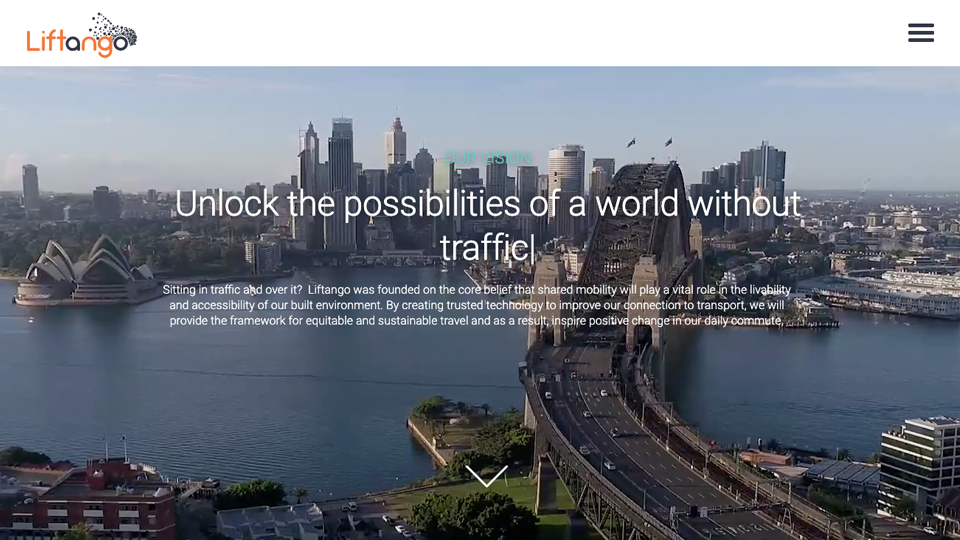 Liftango
OUR VISION
Unlock the possibilities of a world without
traffic|
Sitting in traffic and over it? Liftango was founded on the core belief that shared mobility will play a vital role in the livability
and accessibility of our built environment. By creating trusted technology to improve our connection to transport, we will
provide the framework for equitable and sustainable travel and as a result, inspire positive change in our daily commute.